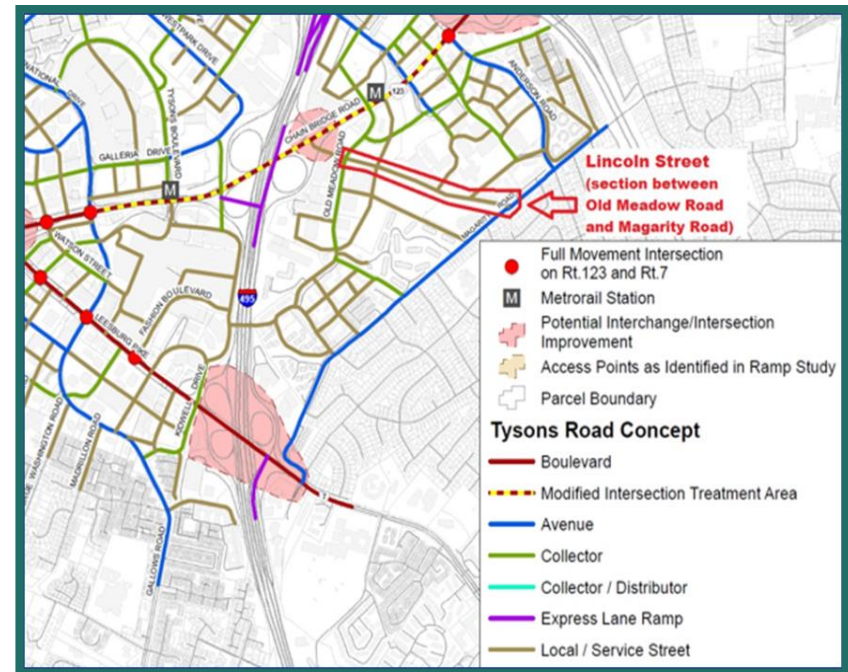 WESTPARK DRIVE
NATIONAL DRIVE
TYSONS BOULEVARD
GALLERIA DRIVE
M
CHAIN BRIDGE ROAD
M
123
ANDERSON ROAD
OLD MEADOW ROAD
MAGARITY ROAD
Lincoln Street
(section between
Old Meadow Road
and Magarity Road)
WATSON STREET
FASHION BOULEVARD
495
LEESBURG PIKE
KIDWELL DRIVE
WASHINGTON ROAD
MADRILLON ROAD
GALLOWS ROAD
7
Full Movement Intersection
on Rt.123 and Rt.7
M
Metrorail Station
Potential Interchange/Intersection
Improvement
Access Points as Identified in Ramp Study
Parcel Boundary
Tysons Road Concept
Boulevard
Modified Intersection Treatment Area
Avenue
Collector
Collector / Distributor
Express Lane Ramp
Local / Service Street